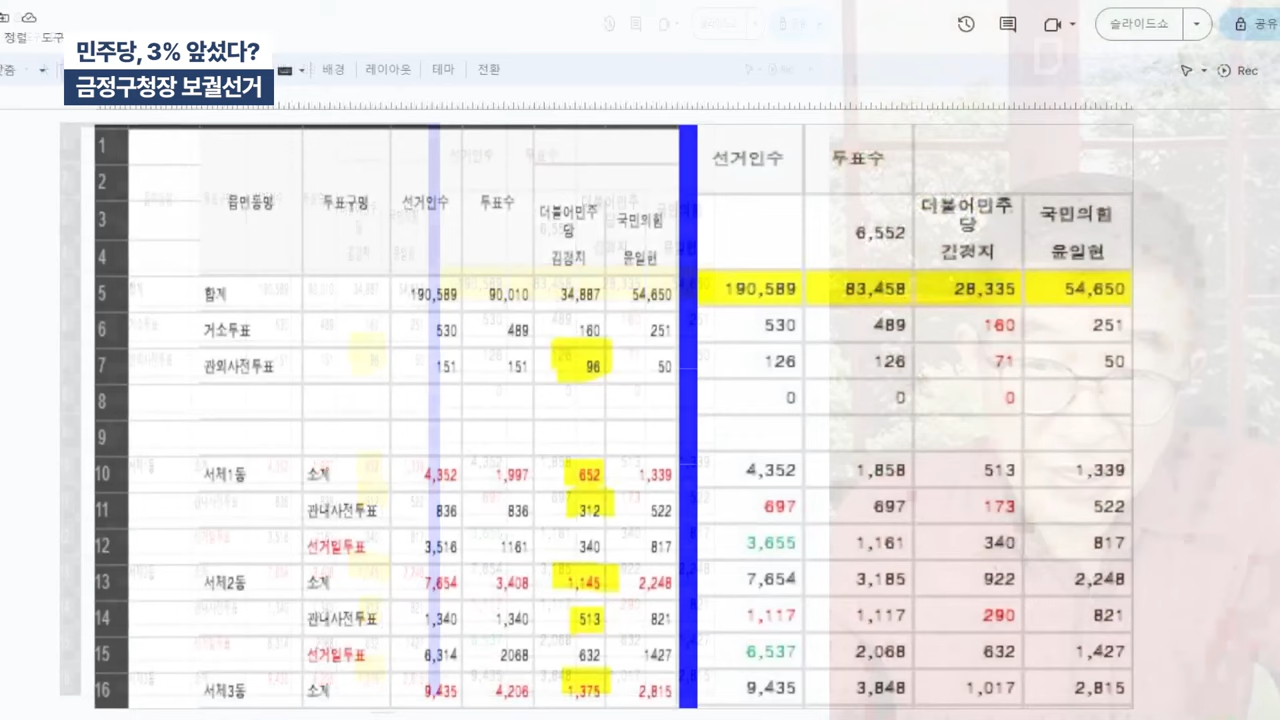 정렬 도구
민주당, 3% 앞섰다?
금정구청장 보궐선거
슬라이드쇼 공유
배경 레이아웃 테마 전환 Rec
1 선거인수 투표수
2
3 읍면동명 투표구명 선거인수 투표수 더불어민주당 국민의힘 6,552 더불어민주당 국민의힘
4 김경지 윤일현 김경지 윤일현
5 합계 190,589 90,010 34,887 54,650 190,589 83,458 28,335 54,650
6 거소투표 530 489 160 251 530 489 160 251
7 관외사전투표 151 151 96 50 126 126 71 50
8 0 0 0
9
10 서제1동 소계 4,352 1,997 652 1,339 4,352 1,858 513 1,339
11 관내사전투표 836 836 312 522 697 697 173 522
12 선거일투표 3,516 1161 340 817 3,655 1,161 340 817
13 서제2동 소계 7,654 3,408 1,145 2,248 7,654 3,185 922 2,248
14 관내사전투표 1,340 1,340 513 821 1,117 1,117 290 821
15 선거일투표 6,314 2068 632 1427 6,537 2,068 632 1,427
16 서제3동 소계 9,435 4,206 1,375 2,815 9,435 3,848 1,017 2,815